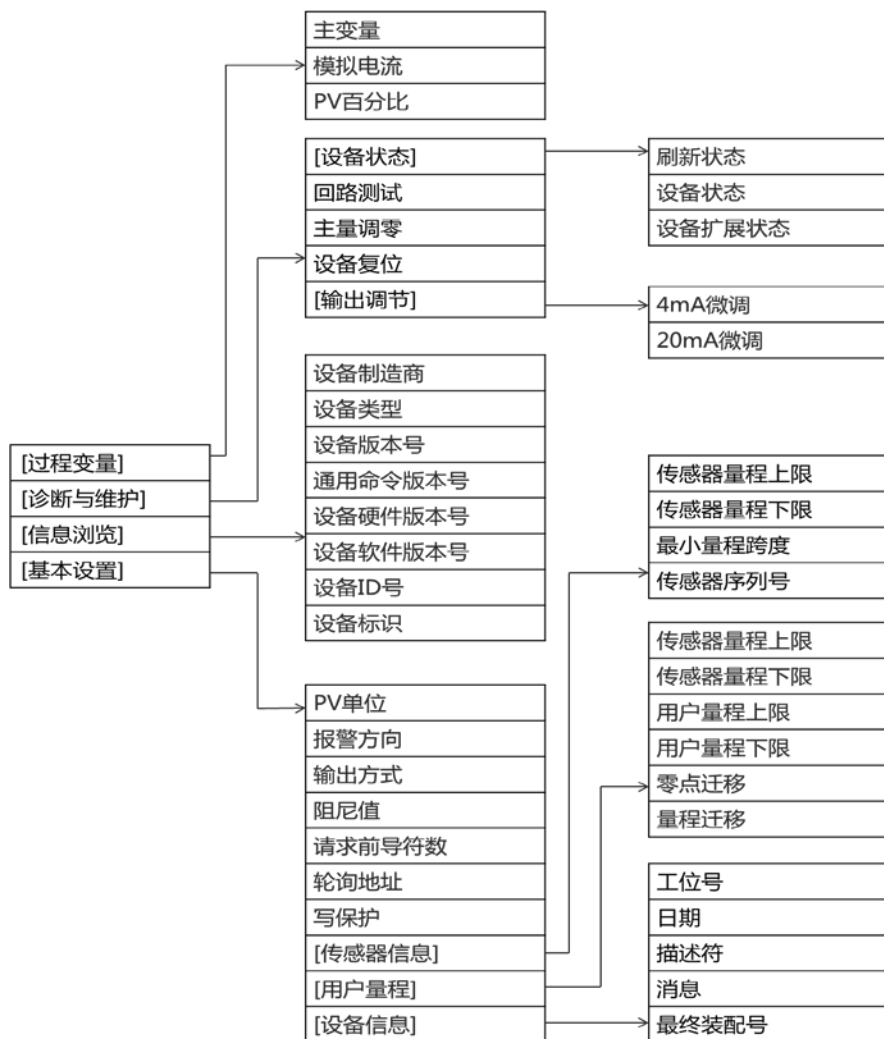 主变量
模拟电流
PV百分比
[设备状态]
回路测试
主量调零
设备复位
[输出调节]
刷新状态
设备状态
设备扩展状态
4mA微调
20mA微调
设备制造商
设备类型
设备版本号
通用命令版本号
设备硬件版本号
设备软件版本号
设备ID号
设备标识
[过程变量]
[诊断与维护]
[信息浏览]
[基本设置]
传感器量程上限
传感器量程下限
最小量程跨度
传感器序列号
传感器量程上限
传感器量程下限
用户量程上限
用户量程下限
零点迁移
量程迁移
PV单位
报警方向
输出方式
阻尼值
请求前导符数
轮询地址
写保护
[传感器信息]
[用户量程]
[设备信息]
工位号
日期
描述符
消息
最终装配号